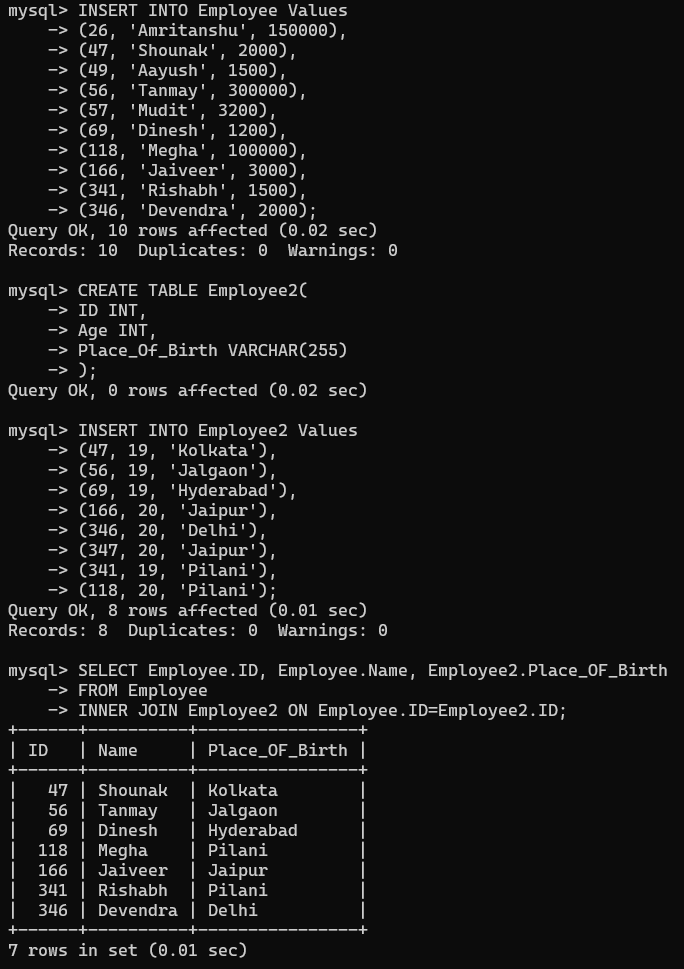 mysql> INSERT INTO Employee Values
    -> (26, 'Amritanshu', 150000),
    -> (47, 'Shounak', 2000),
    -> (49, 'Aayush', 1500),
    -> (56, 'Tanmay', 300000),
    -> (57, 'Mudit', 3200),
    -> (69, 'Dinesh', 1200),
    -> (118, 'Megha', 100000),
    -> (166, 'Jaiveer', 3000),
    -> (341, 'Rishabh', 1500),
    -> (346, 'Devendra', 2000);
Query OK, 10 rows affected (0.02 sec)
Records: 10  Duplicates: 0  Warnings: 0

mysql> CREATE TABLE Employee2(
    -> ID INT,
    -> Age INT,
    -> Place_Of_Birth VARCHAR(255)
    -> );
Query OK, 0 rows affected (0.02 sec)

mysql> INSERT INTO Employee2 Values
    -> (47, 19, 'Kolkata'),
    -> (56, 19, 'Jalgaon'),
    -> (69, 19, 'Hyderabad'),
    -> (166, 20, 'Jaipur'),
    -> (346, 20, 'Delhi'),
    -> (347, 20, 'Jaipur'),
    -> (341, 19, 'Pilani'),
    -> (118, 20, 'Pilani');
Query OK, 8 rows affected (0.01 sec)
Records: 8  Duplicates: 0  Warnings: 0

mysql> SELECT Employee.ID, Employee.Name, Employee2.Place_OF_Birth
    -> FROM Employee
    -> INNER JOIN Employee2 ON Employee.ID=Employee2.ID;
+------+----------+----------------+
| ID   | Name     | Place_OF_Birth |
+------+----------+----------------+
|   47 | Shounak  | Kolkata        |
|   56 | Tanmay   | Jalgaon        |
|   69 | Dinesh   | Hyderabad      |
|  118 | Megha    | Pilani         |
|  166 | Jaiveer  | Jaipur         |
|  341 | Rishabh  | Pilani         |
|  346 | Devendra | Delhi          |
+------+----------+----------------+
7 rows in set (0.01 sec)